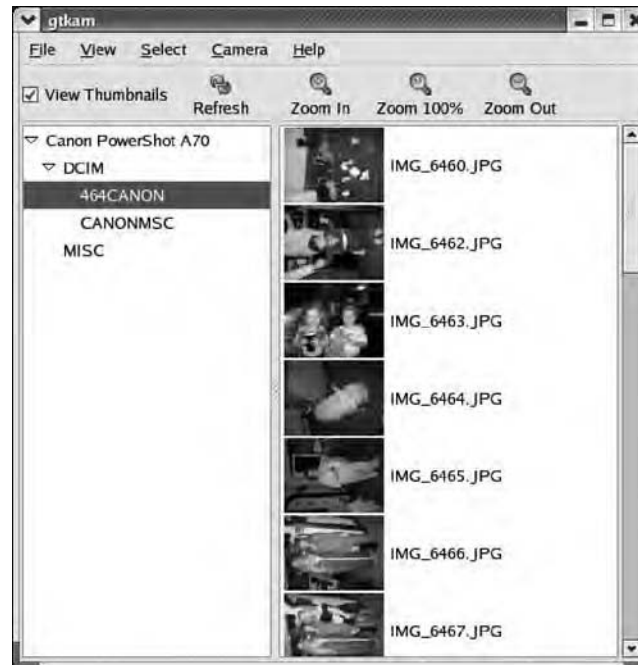 gtkam
File View Select Camera Help
View Thumbnails Refresh Zoom In Zoom 100% Zoom Out
Canon PowerShot A70
DCIM
464CANON
CANONMSC
MISC
IMG_6460.JPG
IMG_6462.JPG
IMG_6463.JPG
IMG_6464.JPG
IMG_6465.JPG
IMG_6466.JPG
IMG_6467.JPG